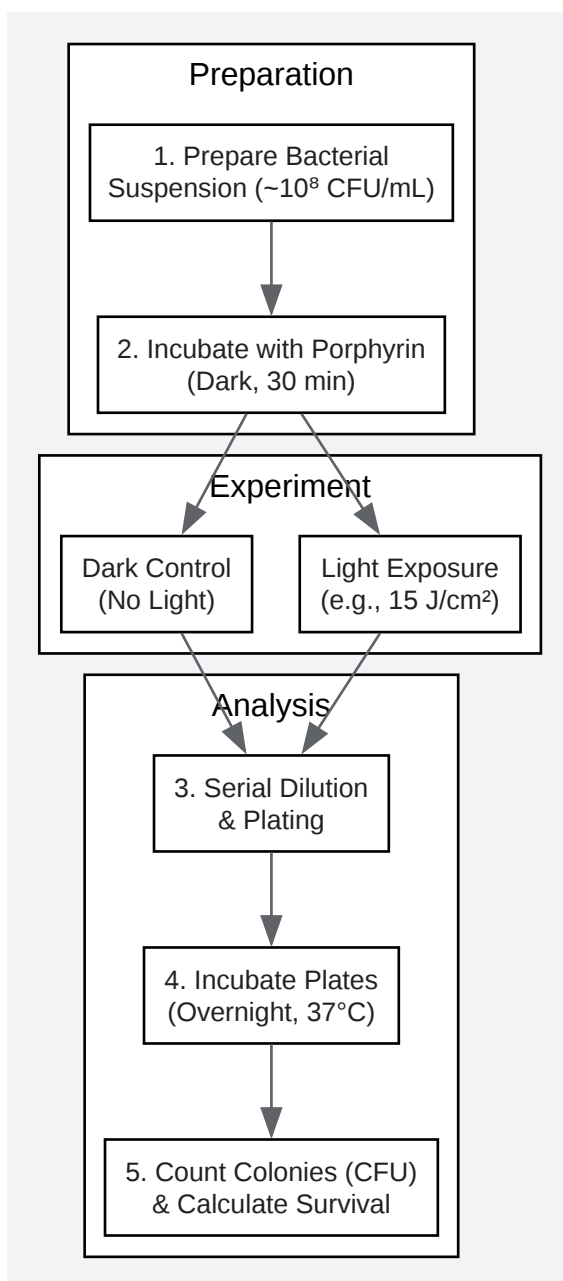 Preparation
1. Prepare Bacterial
Suspension (~10⁸ CFU/mL)
2. Incubate with Porphyrin
(Dark, 30 min)
Experiment
Dark Control
(No Light)
Light Exposure
(e.g., 15 J/cm²)
Analysis
3. Serial Dilution
& Plating
4. Incubate Plates
(Overnight, 37°C)
5. Count Colonies (CFU)
& Calculate Survival